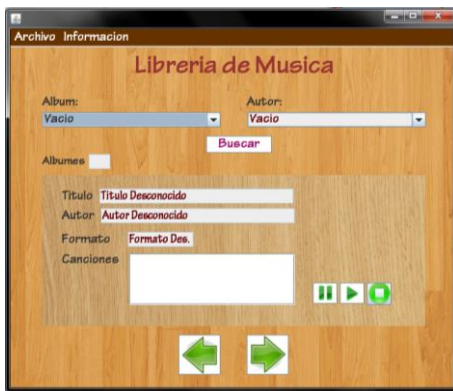 Archivo Informacion
Libreria de Musica
Album: Autor:
Vacio Vacio
Buscar
Albumes
Titulo Titulo Desconocido
Autor Autor Desconocido
Formato Formato Des.
Canciones